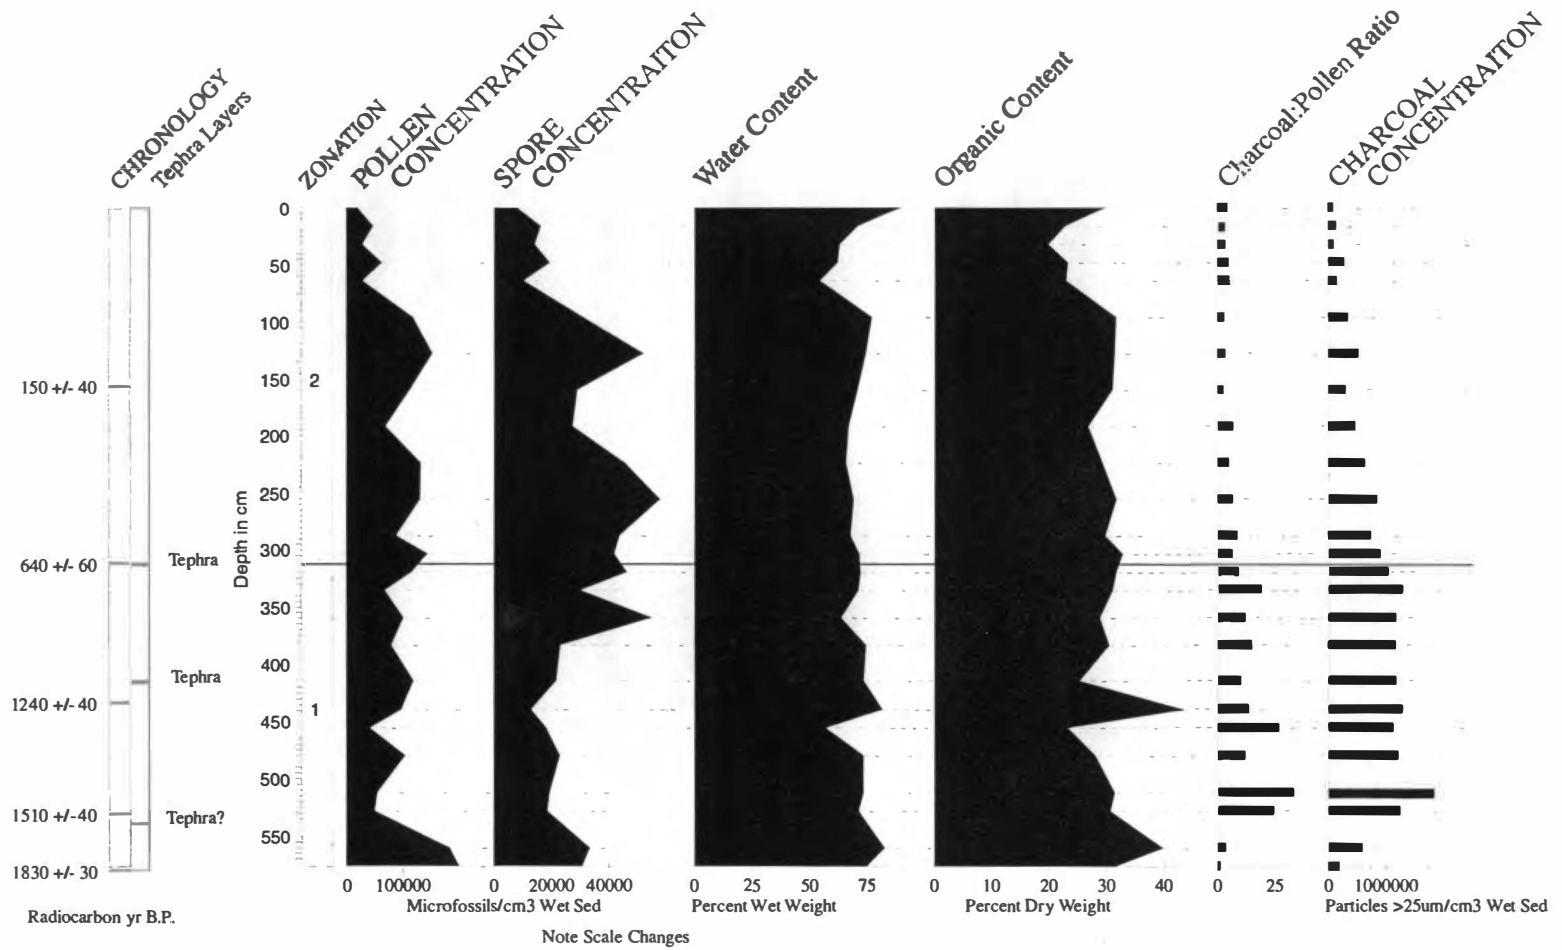 CHRONOLOGY
Tephra Layers
ZONATION
POLLEN
CONCENTRATION
SPORE
CONCENTRAITON
Water Content
Organic Content
Charcoal:Pollen Ratio
CHARCOAL
CONCENTRAITON
0
50
100
150 +/- 40
150
2
200
250
Depth in cm
300
640 +/- 60
Tephra
350
400
Tephra
1240 +/- 40
450
1
500
1510 +/-40
Tephra?
550
1830 +/- 30
0 100000
0 20000 40000
0 25 50 75
0 10 20 30 40
0 25
0 1000000
Radiocarbon yr B.P.
Microfossils/cm3 Wet Sed
Percent Wet Weight
Percent Dry Weight
Particles >25um/cm3 Wet Sed
Note Scale Changes